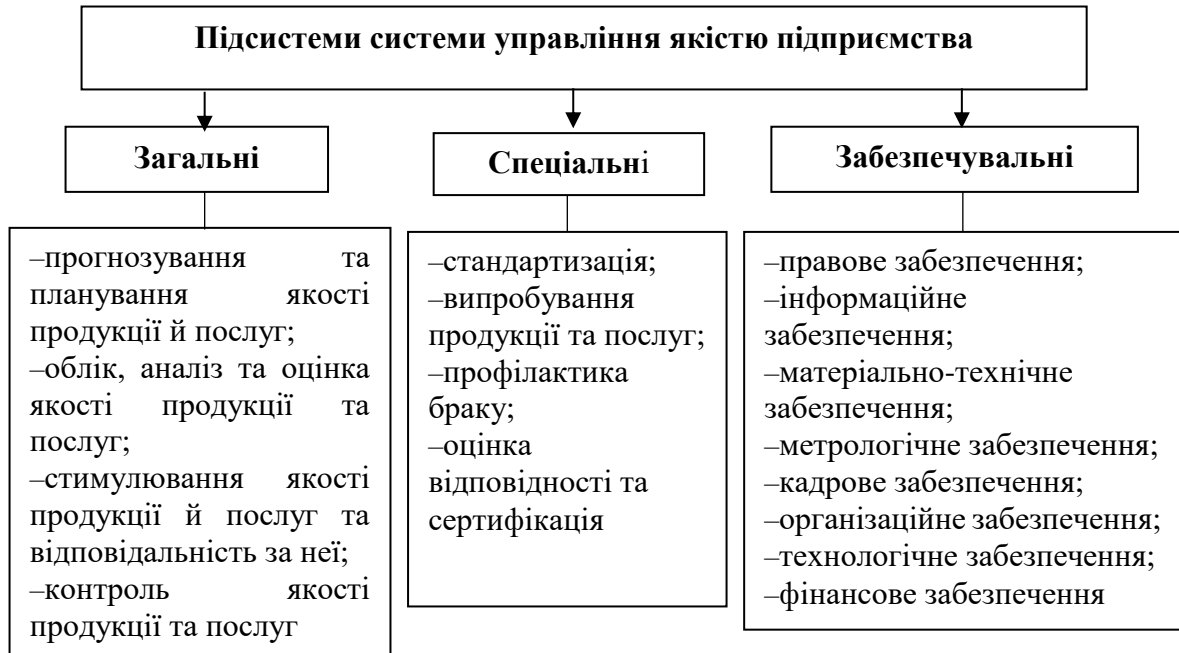 Підсистеми системи управління якістю підприємства
Загальні
Спеціальні
Забезпечувальні
–прогнозування та
планування якості
продукції й послуг;
–облік, аналіз та оцінка
якості продукції та
послуг;
–стимулювання якості
продукції й послуг та
відповідальність за неї;
–контроль якості
продукції та послуг
–стандартизація;
–випробування
продукції та послуг;
–профілактика
браку;
–оцінка
відповідності та
сертифікація
–правове забезпечення;
–інформаційне
забезпечення;
–матеріально-технічне
забезпечення;
–метрологічне забезпечення;
–кадрове забезпечення;
–організаційне забезпечення;
–технологічне забезпечення;
–фінансове забезпечення